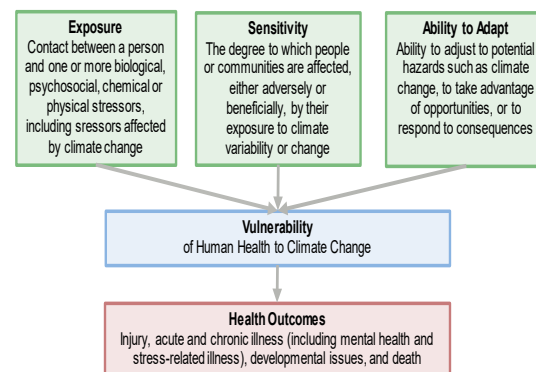 Exposure
Contact between a person
and one or more biological,
psychosocial, chemical or
physical stressors,
including sressors affected
by climate change
Sensitivity
The degree to which people
or communities are affected,
either adversely or
beneficially, by their
exposure to climate
variability or change
Ability to Adapt
Ability to adjust to potential
hazards such as climate
change, to take advantage
of opportunities, or to
respond to consequences
Vulnerability
of Human Health to Climate Change
Health Outcomes
Injury, acute and chronic illness (including mental health and
stress-related illness), developmental issues, and death